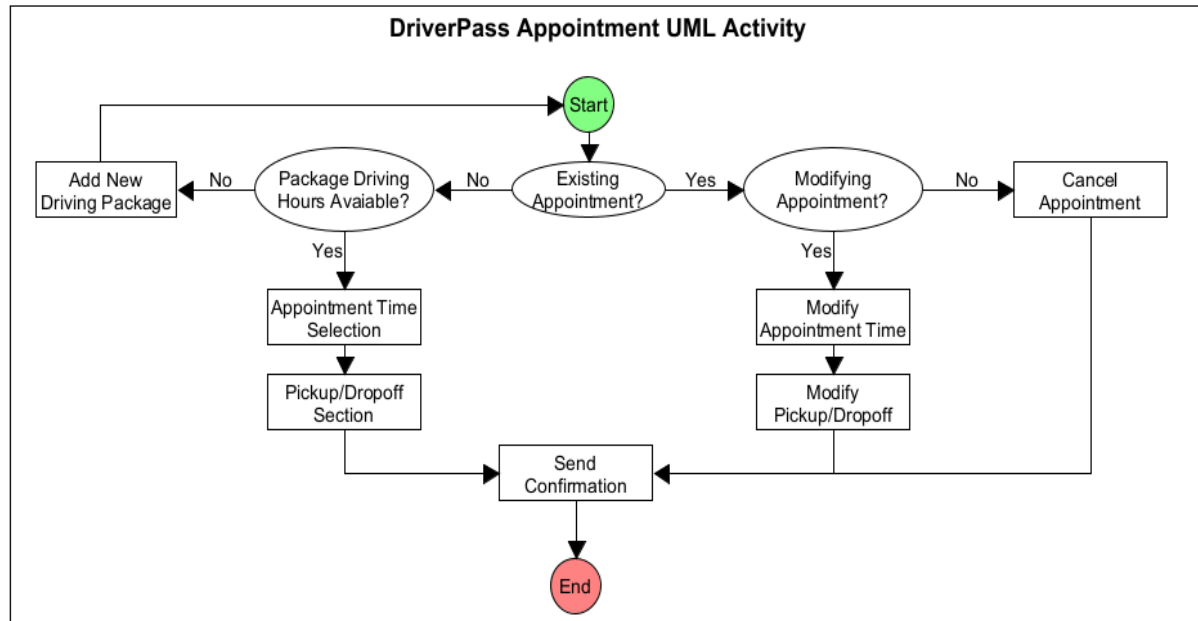 DriverPass Appointment UML Activity
Start
Add New
Driving Package
No
Package Driving
Hours Avaiable?
No
Existing
Appointment?
Yes
Modifying
Appointment?
No
Cancel
Appointment
Yes
Yes
Appointment Time
Selection
Modify
Appointment Time
Pickup/Dropoff
Section
Modify
Pickup/Dropoff
Send
Confirmation
End